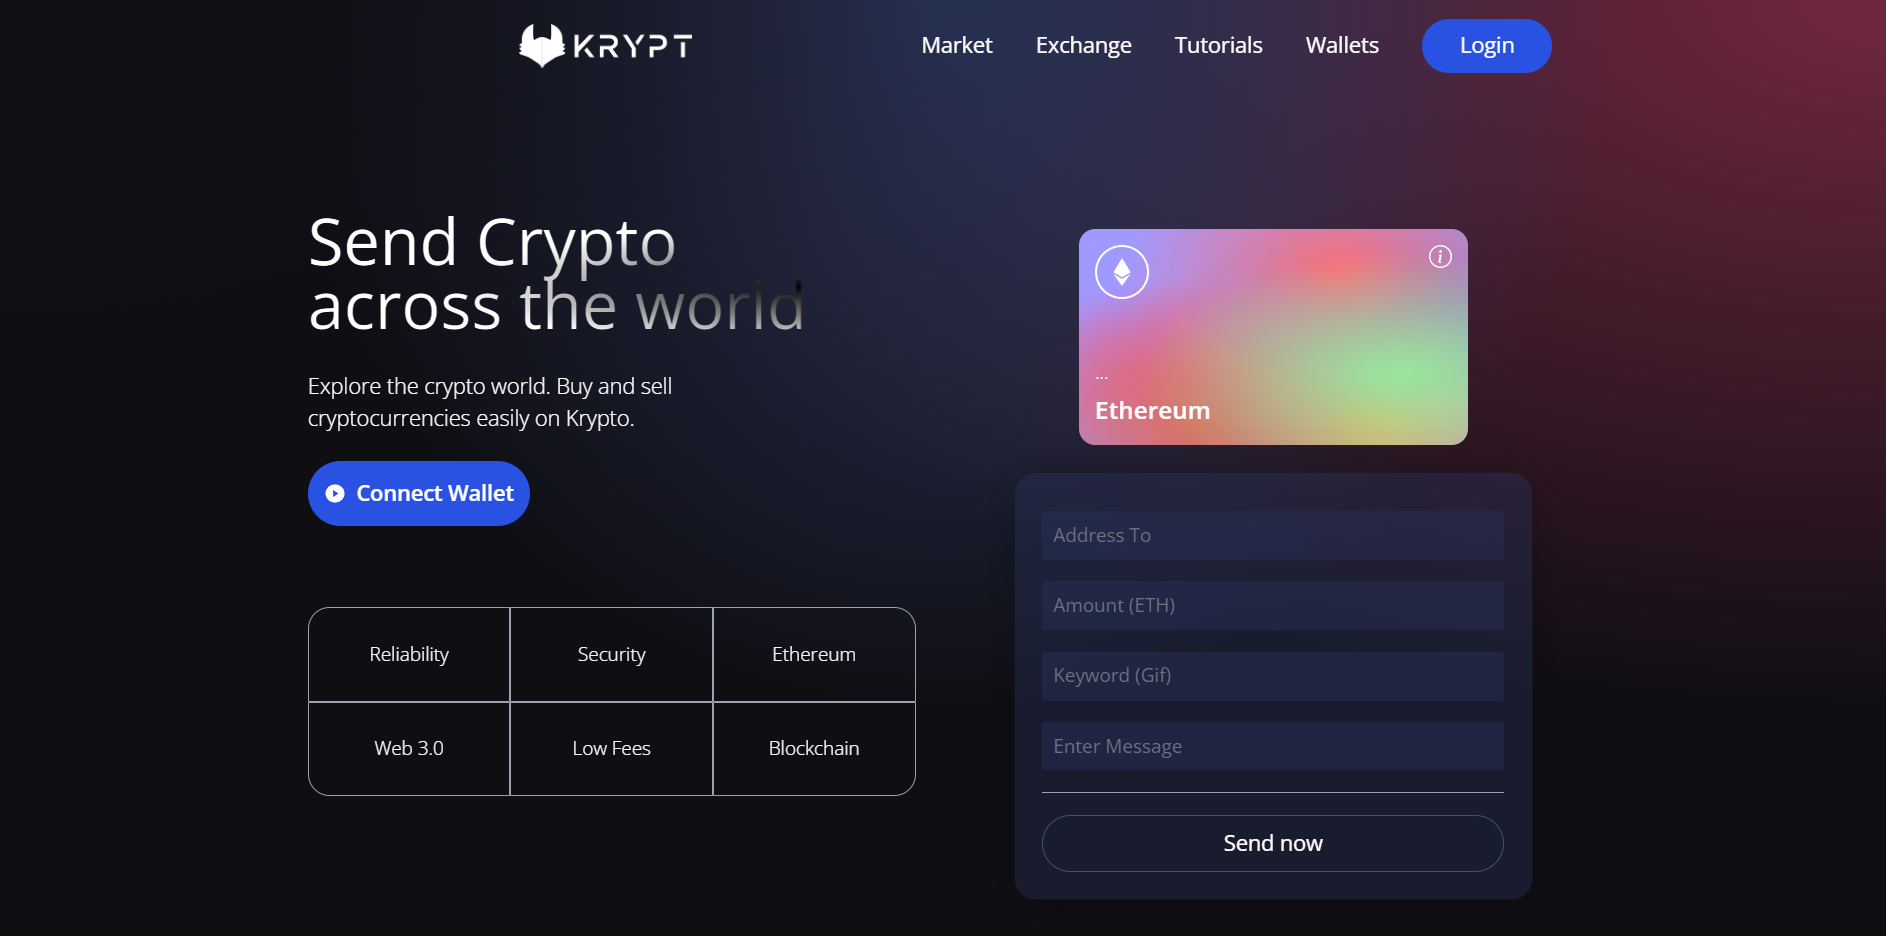 KRYPT
Market
Exchange
Tutorials
Wallets
Login
Send Crypto
across the world
Explore the crypto world. Buy and sell
cryptocurrencies easily on Krypto.
Connect Wallet
Reliability
Security
Ethereum
Web 3.0
Low Fees
Blockchain
i
...
Ethereum
Address To
Amount (ETH)
Keyword (Gif)
Enter Message
Send now